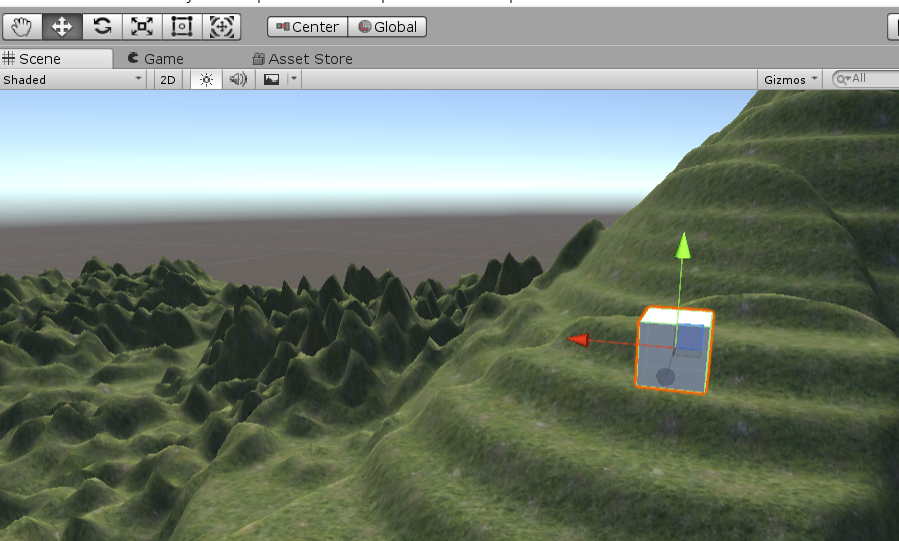 Center Global
Scene Game Asset Store
Shaded 2D Gizmos All